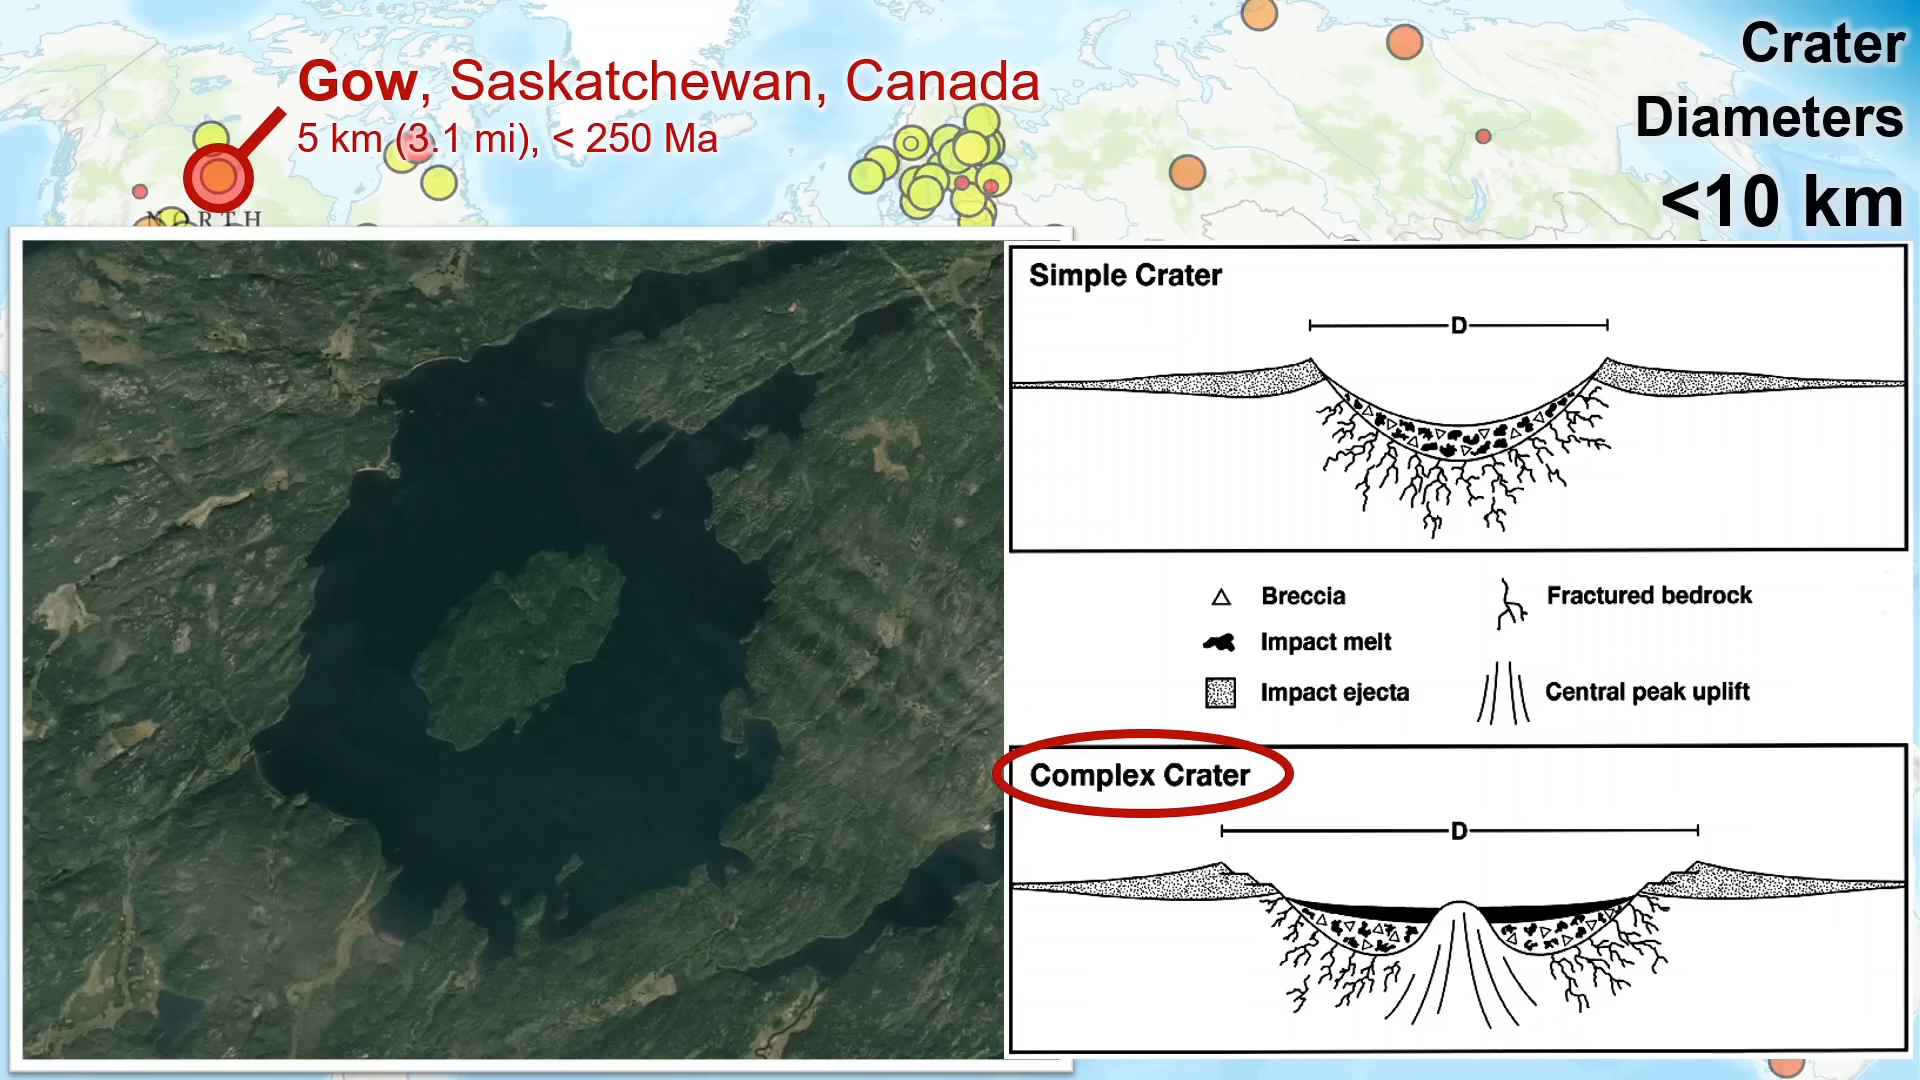 Gow, Saskatchewan, Canada
5 km (3.1 mi), < 250 Ma
Crater
Diameters
<10 km
NORTH
Simple Crater
D
Breccia
Fractured bedrock
Impact melt
Impact ejecta
Central peak uplift
Complex Crater
D